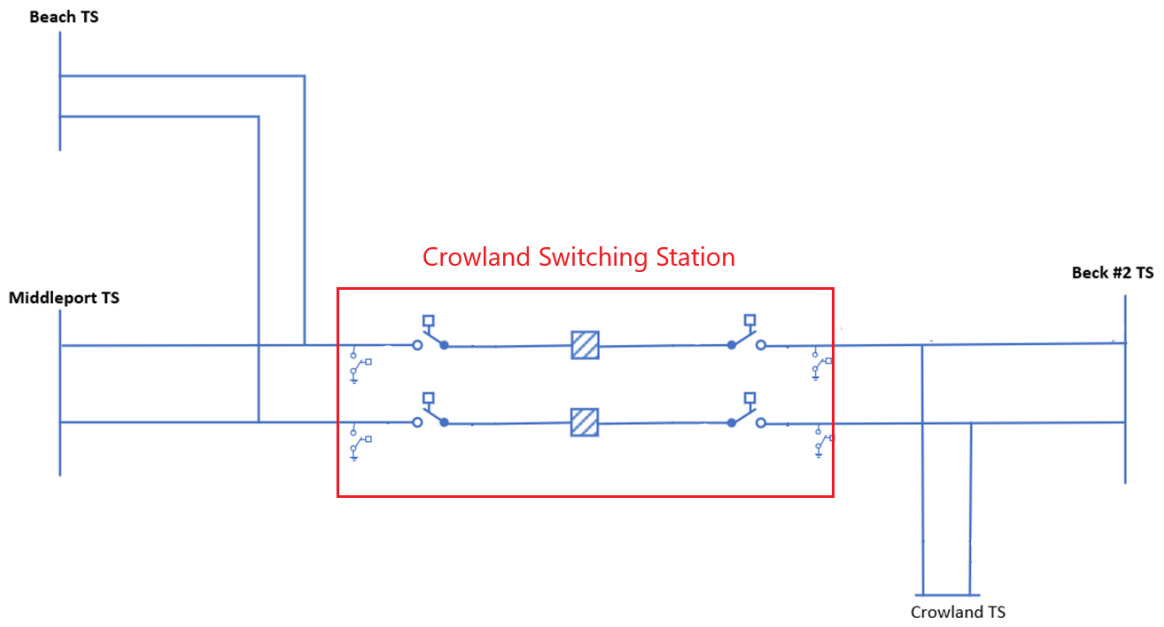 Beach TS
Crowland Switching Station
Beck #2 TS
Middleport TS
Crowland TS